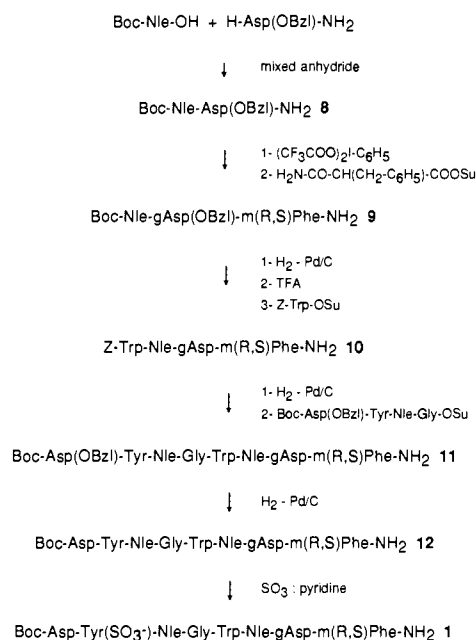 Boc-Nle-OH + H-Asp(OBzl)-NH2
↓ mixed anhydride
Boc-Nle-Asp(OBzl)-NH2 8
1- (CF3COO)2I-C6H5
↓ 2- H2N-CO-CH(CH2-C6H5)-COOSu
Boc-Nle-gAsp(OBzl)-m(R,S)Phe-NH2 9
1- H2 - Pd/C
↓ 2- TFA
3- Z-Trp-OSu
Z-Trp-Nle-gAsp-m(R,S)Phe-NH2 10
1- H2 - Pd/C
↓ 2- Boc-Asp(OBzl)-Tyr-Nle-Gly-OSu
Boc-Asp(OBzl)-Tyr-Nle-Gly-Trp-Nle-gAsp-m(R,S)Phe-NH2 11
↓ H2 - Pd/C
Boc-Asp-Tyr-Nle-Gly-Trp-Nle-gAsp-m(R,S)Phe-NH2 12
↓ SO3 : pyridine
Boc-Asp-Tyr(SO3-)-Nle-Gly-Trp-Nle-gAsp-m(R,S)Phe-NH2 1